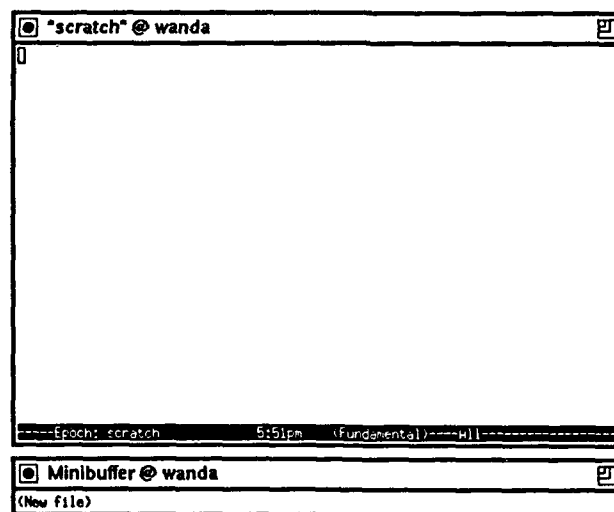 "scratch" @ wanda
-----Epoch: scratch 5:51pm (Fundamental)----All--------------------
Minibuffer @ wanda
(New file)